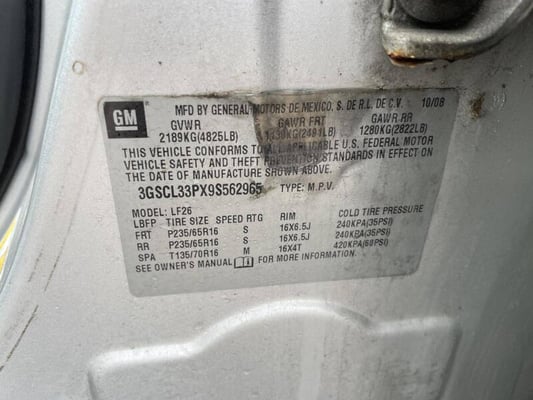 GM
MFD BY GENERAL MOTORS DE MEXICO, S. DE R.L. DE C.V. 10/08
GVWR GAWR FRT GAWR RR
2189KG(4825LB) 1130KG(2491LB) 1280KG(2822LB)
THIS VEHICLE CONFORMS TO ALL APPLICABLE U.S. FEDERAL MOTOR
VEHICLE SAFETY AND THEFT PREVENTION STANDARDS IN EFFECT ON
THE DATE OF MANUFACTURE SHOWN ABOVE.
3GSCL33PX9S562965 TYPE: M.P.V.
MODEL: LF26
LBFP TIRE SIZE SPEED RTG RIM COLD TIRE PRESSURE
FRT P235/65R16 S 16X6.5J 240KPA(35PSI)
RR P235/65R16 S 16X6.5J 240KPA(35PSI)
SPA T135/70R16 M 16X4T 420KPA(60PSI)
SEE OWNER'S MANUAL FOR MORE INFORMATION.